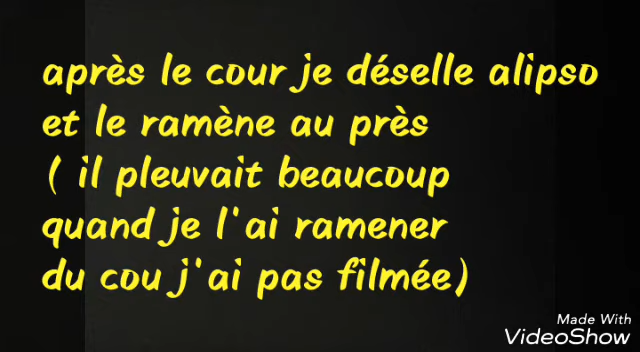 après le cour je déselle alipso
et le ramène au près
( il pleuvait beaucoup
quand je l'ai ramener
du cou j'ai pas filmée)
Made With
VideoShow